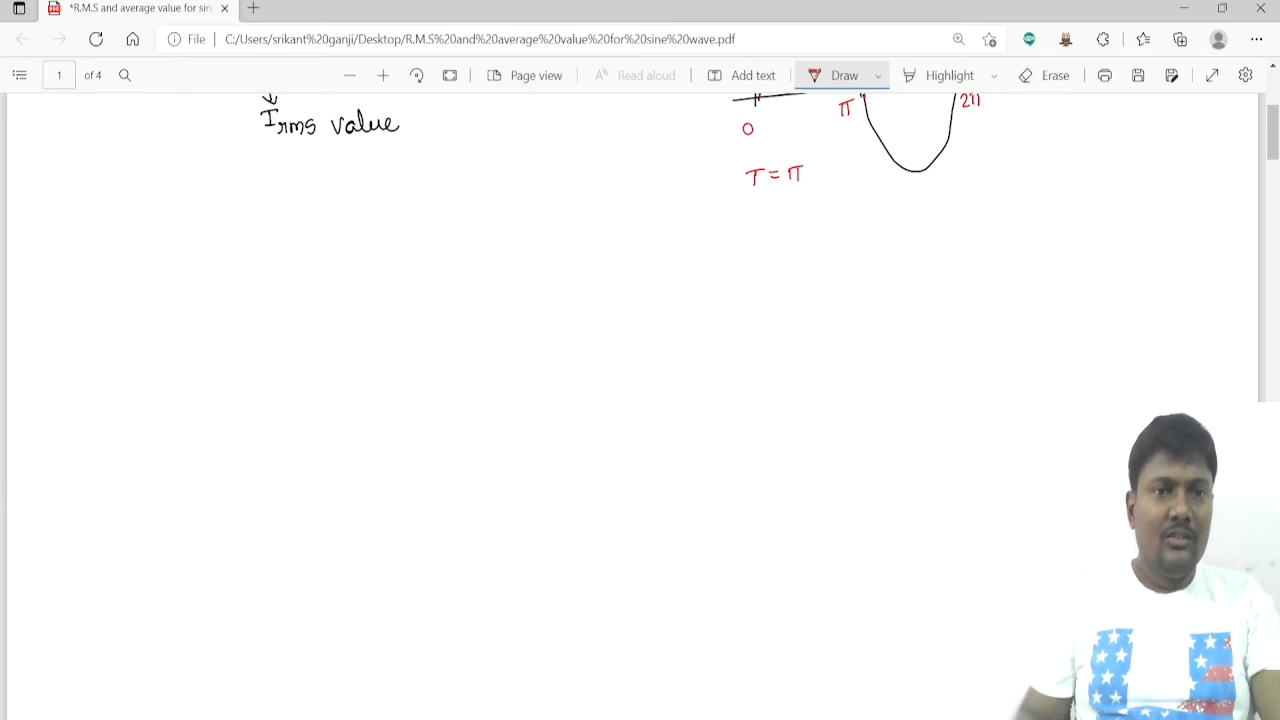 *R.M.S and average value for sin
File
C:/Users/srikant%20ganji/Desktop/R.M.S%20and%20average%20value%20for%20sine%20wave.pdf
1 of 4
Page view
Read aloud
Add text
Draw
Highlight
Erase
Irms value
0
π
2π
T = π